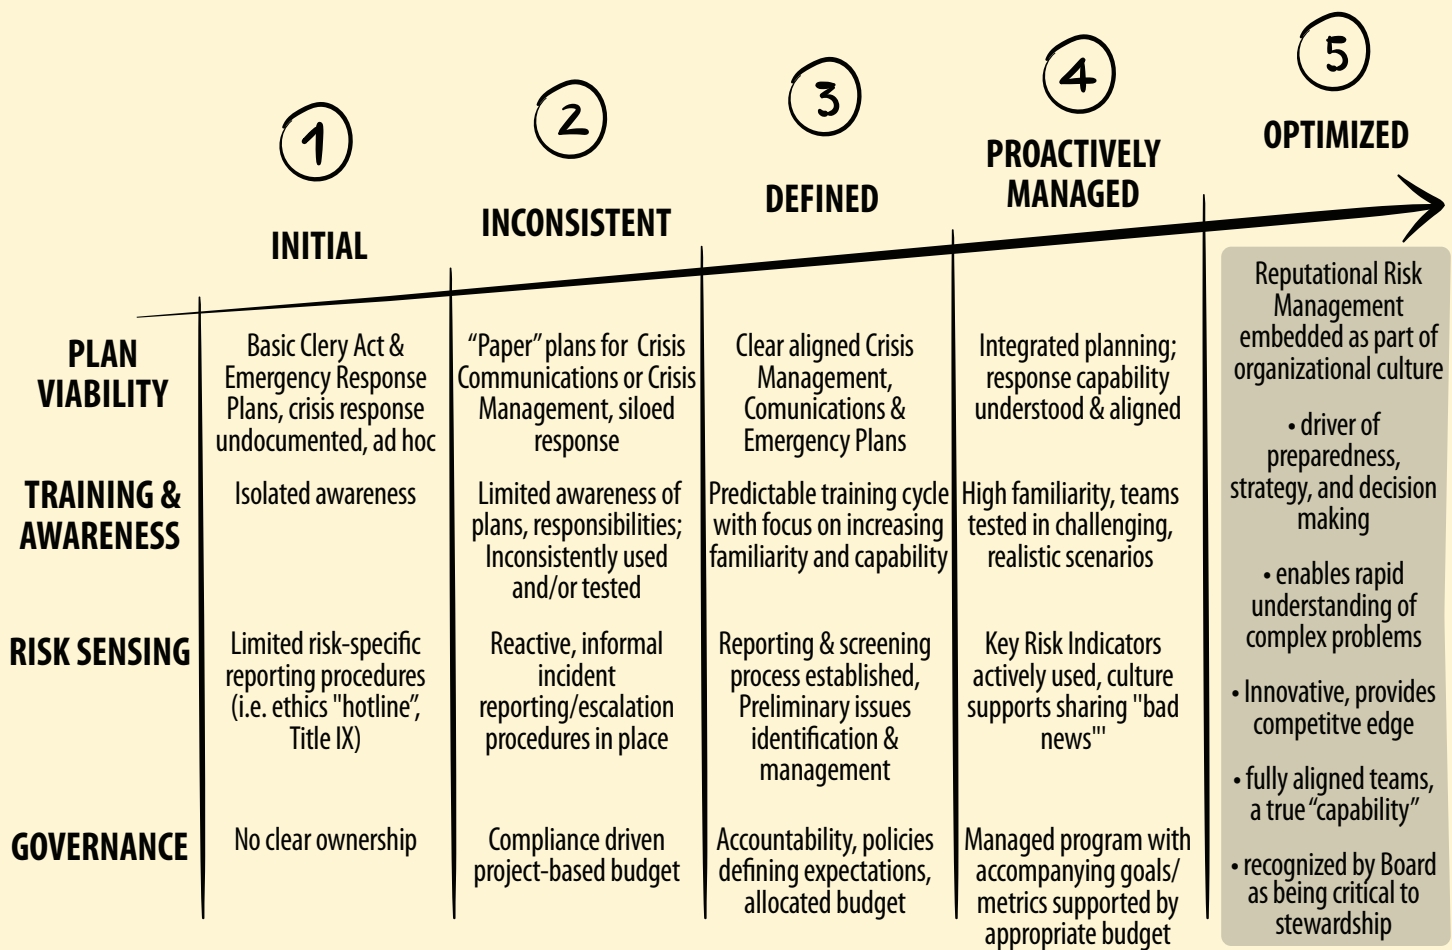 1
INITIAL
2
INCONSISTENT
3
DEFINED
4
PROACTIVELY
MANAGED
5
OPTIMIZED
PLAN
VIABILITY
Basic Clery Act &
Emergency Response
Plans, crisis response
undocumented, ad hoc
“Paper” plans for Crisis
Communications or Crisis
Management, siloed
response
Clear aligned Crisis
Management,
Comunications &
Emergency Plans
Integrated planning;
response capability
understood & aligned
TRAINING &
AWARENESS
Isolated awareness
Limited awareness of
plans, responsibilities;
Inconsistently used
and/or tested
Predictable training cycle
with focus on increasing
familiarity and capability
High familiarity, teams
tested in challenging,
realistic scenarios
RISK SENSING
Limited risk-specific
reporting procedures
(i.e. ethics "hotline”,
Title IX)
Reactive, informal
incident
reporting/escalation
procedures in place
Reporting & screening
process established,
Preliminary issues
identification &
management
Key Risk Indicators
actively used, culture
supports sharing "bad
news"'
GOVERNANCE
No clear ownership
Compliance driven
project-based budget
Accountability, policies
defining expectations,
allocated budget
Managed program with
accompanying goals/
metrics supported by
appropriate budget
Reputational Risk
Management
embedded as part of
organizational culture
• driver of
preparedness,
strategy, and decision
making
• enables rapid
understanding of
complex problems
• Innovative, provides
competitve edge
• fully aligned teams,
a true “capability”
• recognized by Board
as being critical to
stewardship